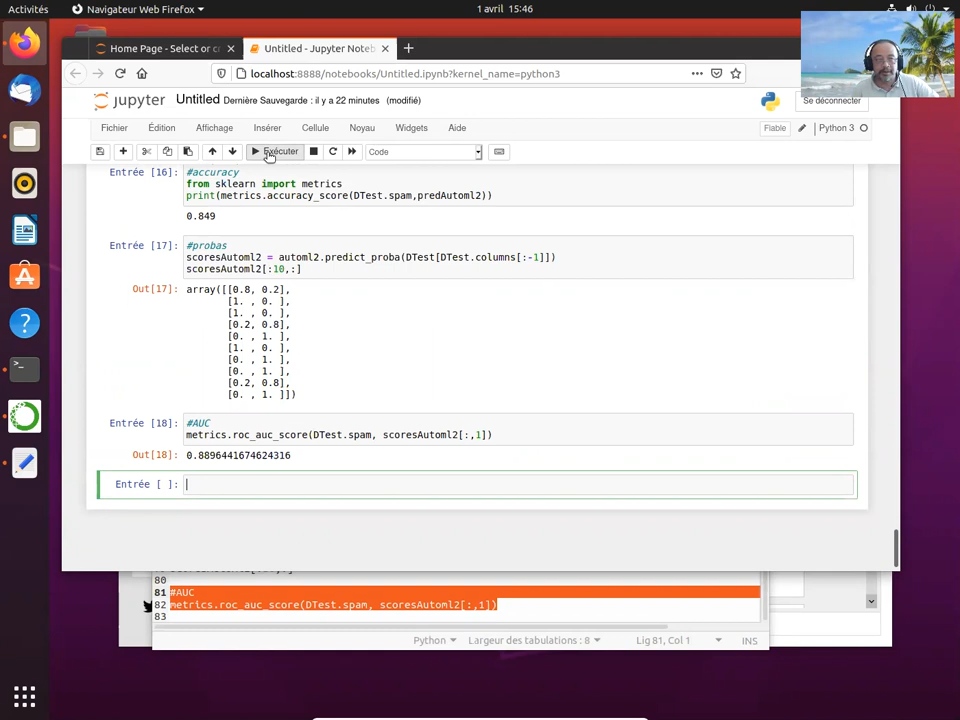 Activités
Navigateur Web Firefox
1 avril 15:46
Home Page - Select or cr
Untitled - Jupyter Noteb
localhost:8888/notebooks/Untitled.ipynb?kernel_name=python3
jupyter
Untitled Dernière Sauvegarde : il y a 22 minutes (modifié)
Se déconnecter
Fichier Édition Affichage Insérer Cellule Noyau Widgets Aide
Fiable
Python 3
Exécuter
Code
Entrée [16]: #accuracy
from sklearn import metrics
print(metrics.accuracy_score(DTest.spam,predAutoml2))
0.849
Entrée [17]: #probas
scoresAutoml2 = automl2.predict_proba(DTest[DTest.columns[:-1]])
scoresAutoml2[:10,:]
Out[17]: array([[0.8, 0.2],
[1. , 0. ],
[1. , 0. ],
[0.2, 0.8],
[0. , 1. ],
[1. , 0. ],
[0. , 1. ],
[0. , 1. ],
[0.2, 0.8],
[0. , 1. ]])
Entrée [18]: #AUC
metrics.roc_auc_score(DTest.spam, scoresAutoml2[:,1])
Out[18]: 0.8896441674624316
Entrée [ ]:
80
81 #AUC
82 metrics.roc_auc_score(DTest.spam, scoresAutoml2[:,1])
83
Python
Largeur des tabulations : 8
Lig 81, Col 1
INS